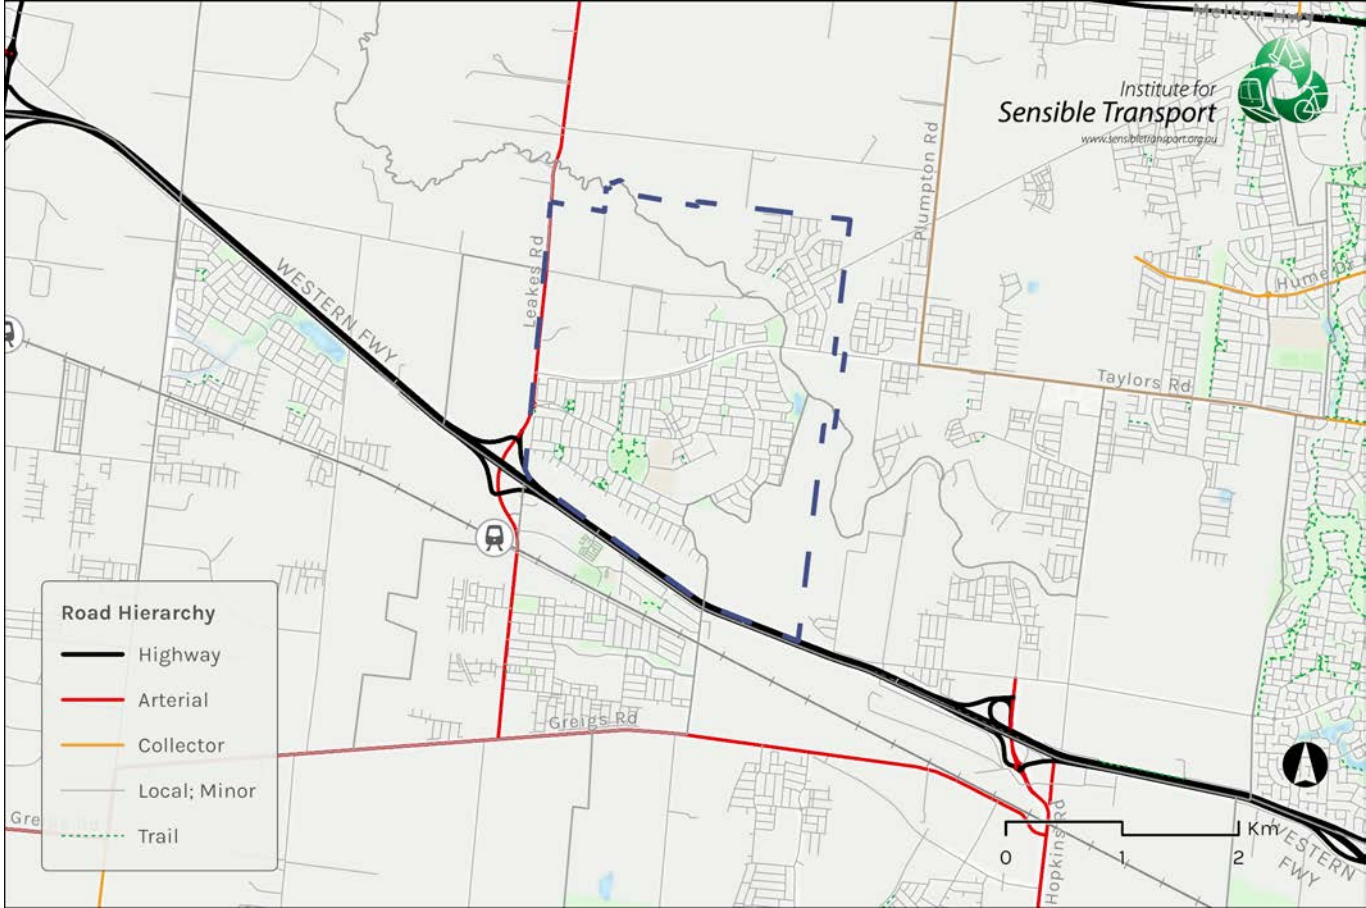 Melton Hwy
Institute for
Sensible Transport
www.sensibletransport.org.au
Plumpton Rd
Leakes Rd
WESTERN FWY
Hume Dr
Taylors Rd
Road Hierarchy
Highway
Arterial
Collector
Local; Minor
Trail
Greigs Rd
Gre
Hopkins Rd
Km
0 1 2
WESTERN
FWY